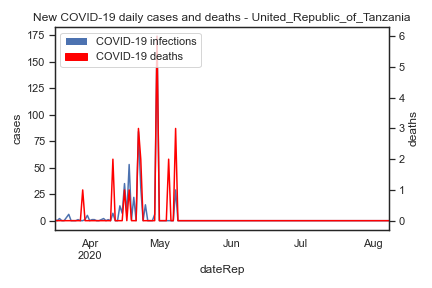 New COVID-19 daily cases and deaths - United_Republic_of_Tanzania
COVID-19 infections
COVID-19 deaths
175
150
125
100
75
50
25
0
cases
6
5
4
3
2
1
0
deaths
Apr May Jun Jul Aug
2020
dateRep